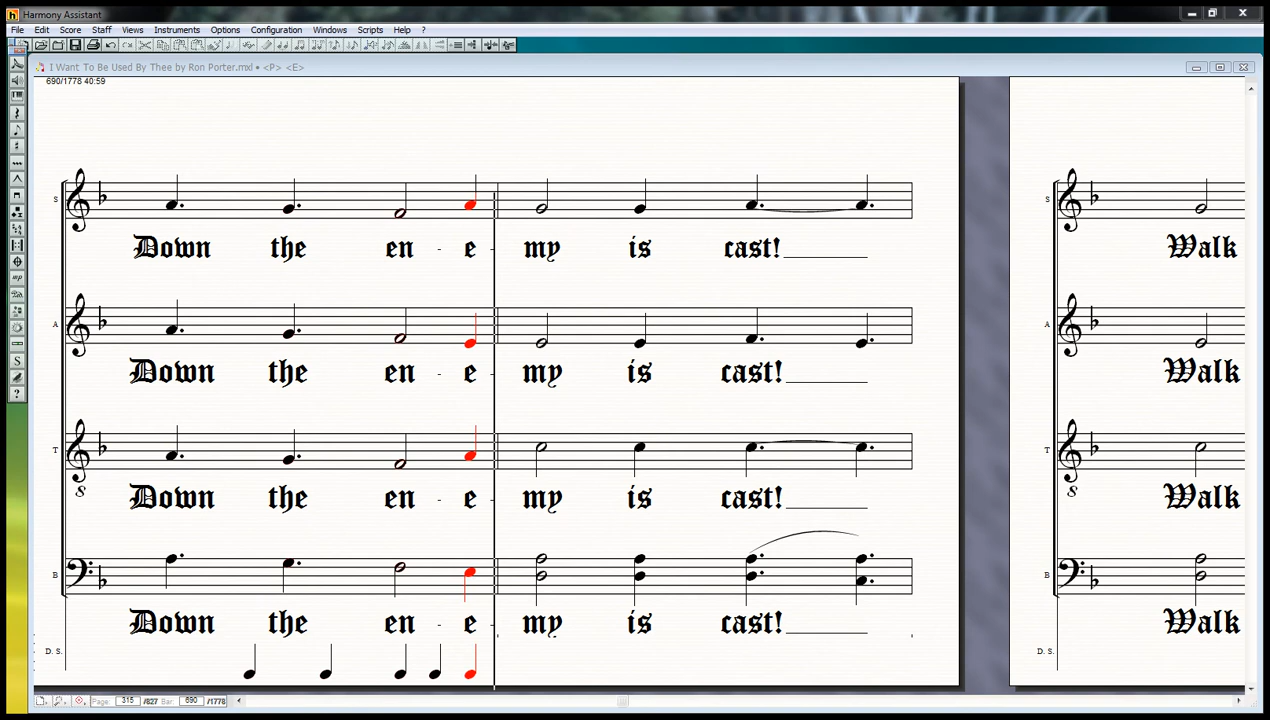 Harmony Assistant
File Edit Score Staff Views Instruments Options Configuration Windows Scripts Help ?
I Want To Be Used By Thee by Ron Porter.mxl • <P> <E>
690/1778 40:59
S
S
Down the en - e my is cast!
Walk
A
A
Down the en - e my is cast!
Walk
T
T
8
8
Down the en - e my is cast!
Walk
B
B
Down the en - e my is cast!
Walk
D. S.
D. S.
Page: 315 /827 Bar: 690 /1778